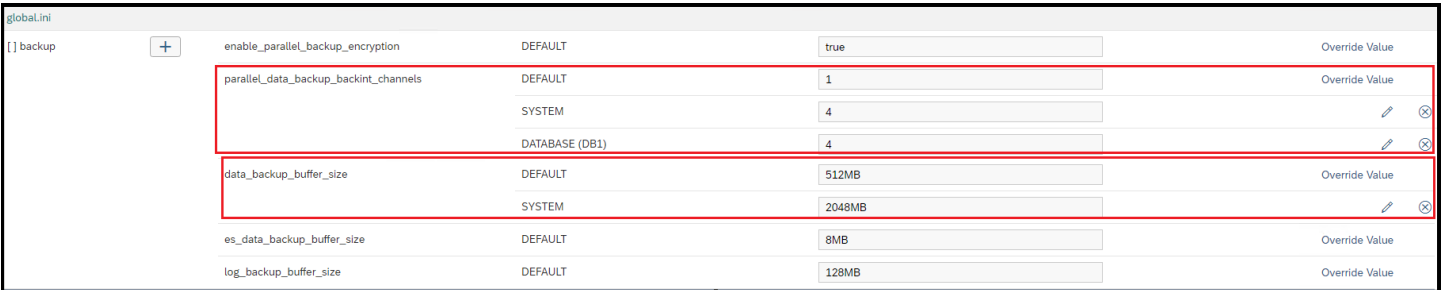 global.ini
[ ] backup + enable_parallel_backup_encryption DEFAULT true Override Value
parallel_data_backup_backint_channels DEFAULT 1 Override Value
SYSTEM 4
DATABASE (DB1) 4
data_backup_buffer_size DEFAULT 512MB Override Value
SYSTEM 2048MB
es_data_backup_buffer_size DEFAULT 8MB Override Value
log_backup_buffer_size DEFAULT 128MB Override Value